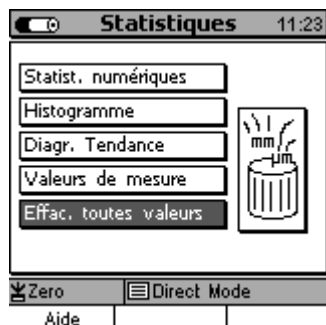 Statistiques 11:23
Statist. numériques
Histogramme
Diagr. Tendance
Valeurs de mesure
Effac. toutes valeurs
mm
µm
Zero Direct Mode
Aide